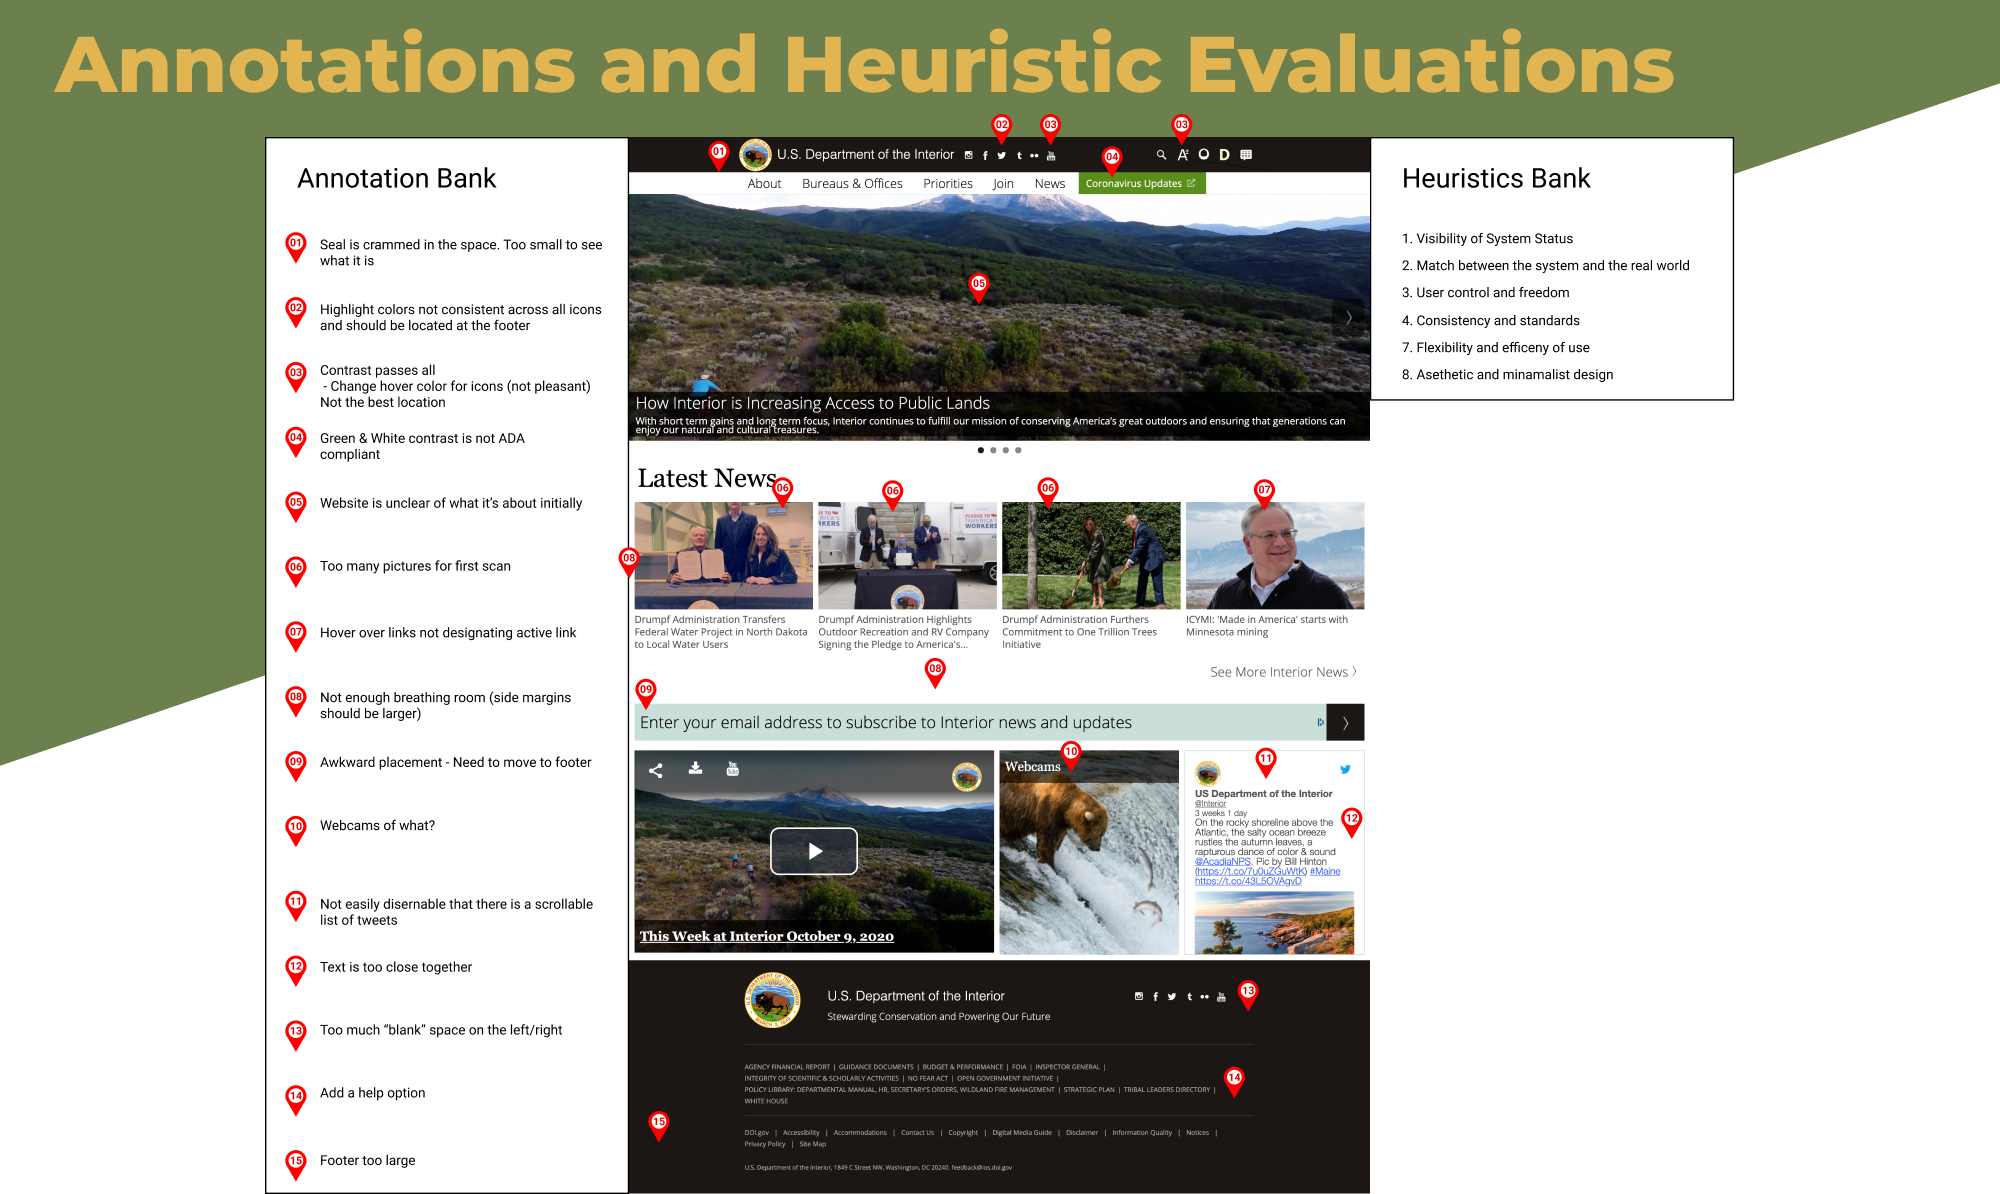 Annotations and Heuristic Evaluations
Annotation Bank
01 Seal is crammed in the space. Too small to see
what it is
02 Highlight colors not consistent across all icons
and should be located at the footer
03 Contrast passes all
- Change hover color for icons (not pleasant)
Not the best location
04 Green & White contrast is not ADA
compliant
05 Website is unclear of what it's about initially
06 Too many pictures for first scan
07 Hover over links not designating active link
08 Not enough breathing room (side margins
should be larger)
09 Awkward placement - Need to move to footer
10 Webcams of what?
11 Not easily disernable that there is a scrollable
list of tweets
12 Text is too close together
13 Too much “blank” space on the left/right
14 Add a help option
15 Footer too large
02 03 03
01 U.S. Department of the Interior 04
About Bureaus & Offices Priorities Join News Coronavirus Updates
05
How Interior is Increasing Access to Public Lands
With short term gains and long term focus, Interior continues to fulfill our mission of conserving America's great outdoors and ensuring that generations can
enjoy our natural and cultural treasures.
Latest News
06 06 06 07
PLEDGE TO
AMERICA'S
WORKERS
08
Drumpf Administration Transfers
Federal Water Project in North Dakota
to Local Water Users
Drumpf Administration Highlights
Outdoor Recreation and RV Company
Signing the Pledge to America's...
Drumpf Administration Furthers
Commitment to One Trillion Trees
Initiative
ICYMI: 'Made in America' starts with
Minnesota mining
08
See More Interior News
09
Enter your email address to subscribe to Interior news and updates
You Tube
This Week at Interior October 9, 2020
10
Webcams
11
US Department of the Interior
@Interior
3 weeks 1 day
12
On the rocky shoreline above the
Atlantic, the salty ocean breeze
rustles the autumn leaves, a
rapturous dance of color & sound
@AcadiaNPS. Pic by Bill Hinton
(https://t.co/7u0uZGuWtK) #Maine
https://t.co/43L5OVAgvD
U.S. Department of the Interior
Stewarding Conservation and Powering Our Future
13
AGENCY FINANCIAL REPORT | GUIDANCE DOCUMENTS | BUDGET & PERFORMANCE | FOIA | INSPECTOR GENERAL |
INTEGRITY OF SCIENTIFIC & SCHOLARLY ACTIVITIES | NO FEAR ACT | OPEN GOVERNMENT INITIATIVE |
POLICY LIBRARY: DEPARTMENTAL MANUAL, HR, SECRETARY'S ORDERS, WILDLAND FIRE MANAGEMENT | STRATEGIC PLAN | TRIBAL LEADERS DIRECTORY |
WHITE HOUSE
14
15
DOI.gov | Accessibility | Accommodations | Contact Us | Copyright | Digital Media Guide | Disclaimer | Information Quality | Notices |
Privacy Policy | Site Map
U.S. Department of the Interior, 1849 C Street NW, Washington, DC 20240. feedback@ios.doi.gov
Heuristics Bank
1. Visibility of System Status
2. Match between the system and the real world
3. User control and freedom
4. Consistency and standards
7. Flexibility and efficeny of use
8. Asethetic and minamalist design